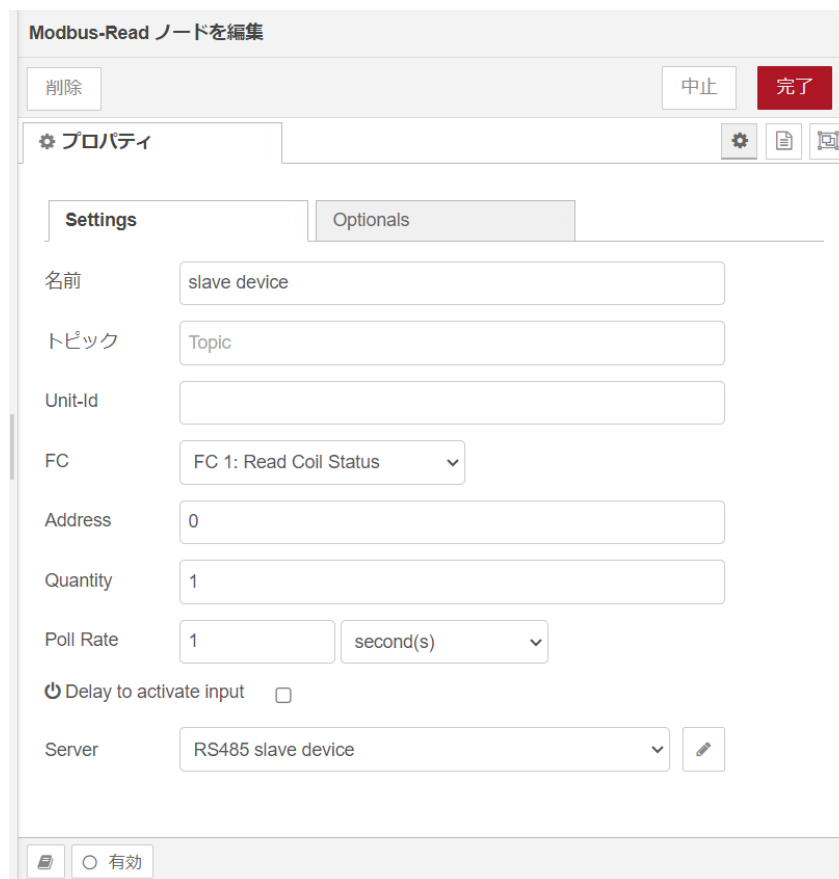 Modbus-Read ノードを編集
削除 中止 完了
プロパティ
Settings Optionals
名前 slave device
トピック Topic
Unit-Id
FC FC 1: Read Coil Status
Address 0
Quantity 1
Poll Rate 1 second(s)
Delay to activate input
Server RS485 slave device
有効